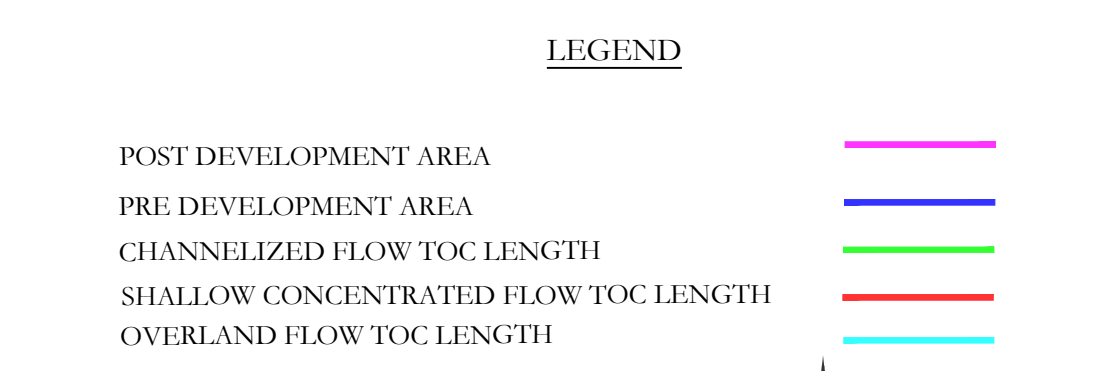 LEGEND
POST DEVELOPMENT AREA
PRE DEVELOPMENT AREA
CHANNELIZED FLOW TOC LENGTH
SHALLOW CONCENTRATED FLOW TOC LENGTH
OVERLAND FLOW TOC LENGTH